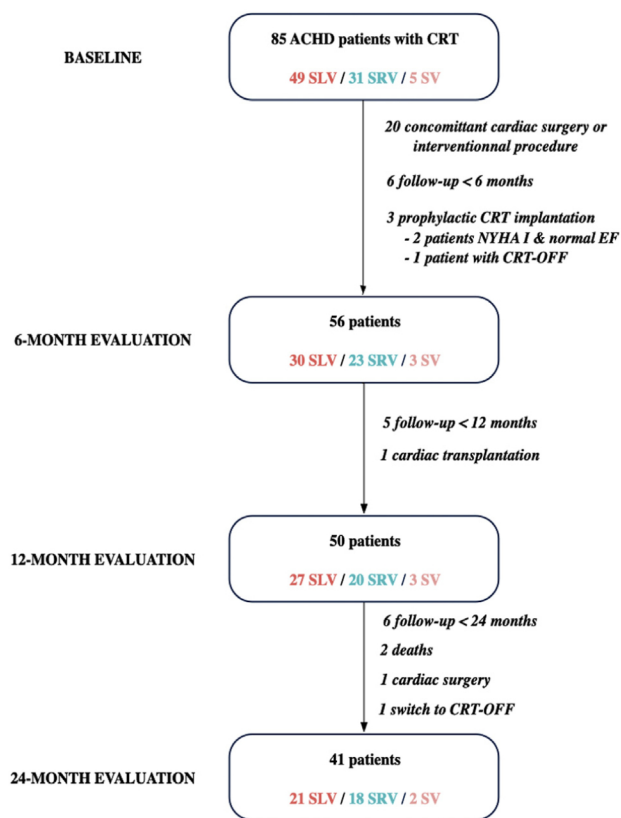 85 ACHD patients with CRT
BASELINE
49 SLV / 31 SRV / 5 SV
20 concomittant cardiac surgery or
interventionnal procedure
6 follow-up < 6 months
3 prophylactic CRT implantation
- 2 patients NYHA I & normal EF
- 1 patient with CRT-OFF
56 patients
6-MONTH EVALUATION
30 SLV / 23 SRV / 3 SV
5 follow-up < 12 months
1 cardiac transplantation
50 patients
12-MONTH EVALUATION
27 SLV / 20 SRV / 3 SV
6 follow-up < 24 months
2 deaths
1 cardiac surgery
1 switch to CRT-OFF
41 patients
24-MONTH EVALUATION
21 SLV / 18 SRV / 2 SV